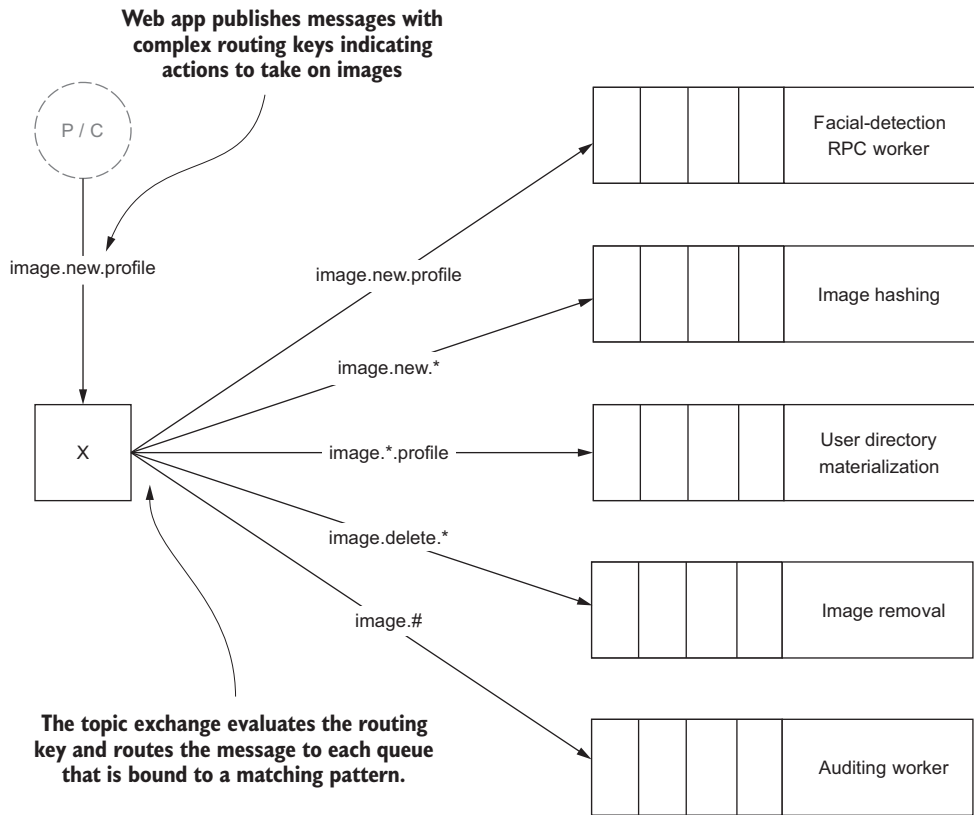 Web app publishes messages with
complex routing keys indicating
actions to take on images
P / C
Facial-detection
RPC worker
image.new.profile
image.new.profile
Image hashing
image.new.*
X
image.*.profile
User directory
materialization
image.delete.*
image.#
Image removal
The topic exchange evaluates the routing
key and routes the message to each queue
that is bound to a matching pattern.
Auditing worker